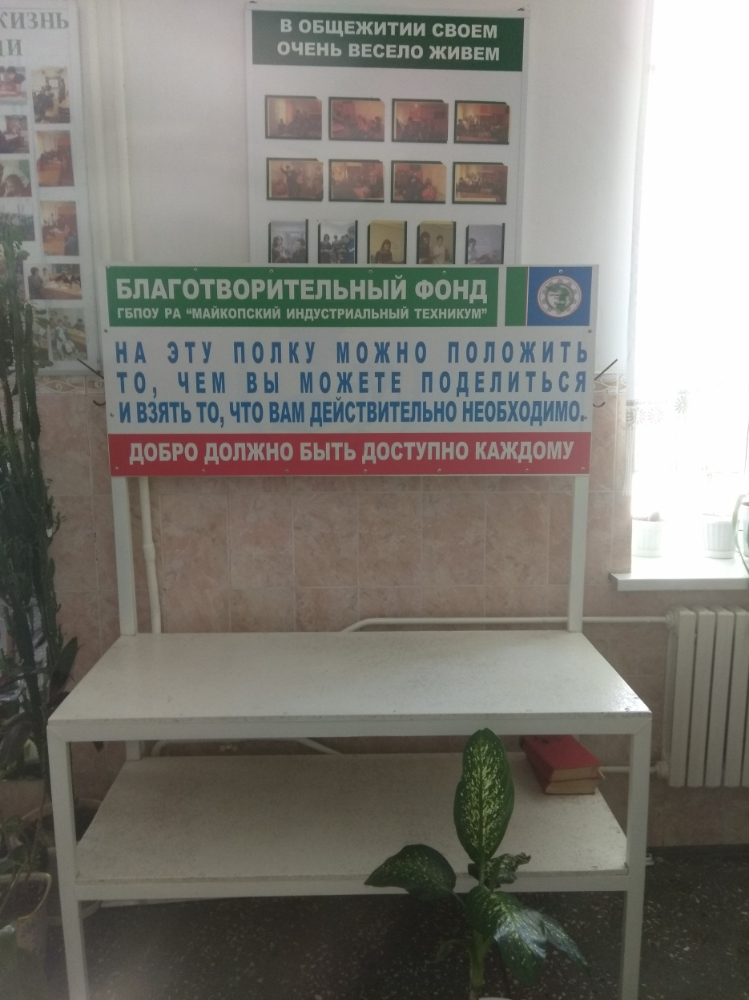 ЖИЗНЬ
В ОБЩЕЖИТИИ СВОЕМ
ОЧЕНЬ ВЕСЕЛО ЖИВЕМ
БЛАГОТВОРИТЕЛЬНЫЙ ФОНД
ГБПОУ РА "МАЙКОПСКИЙ ИНДУСТРИАЛЬНЫЙ ТЕХНИКУМ"
НА ЭТУ ПОЛКУ МОЖНО ПОЛОЖИТЬ
ТО, ЧЕМ ВЫ МОЖЕТЕ ПОДЕЛИТЬСЯ
И ВЗЯТЬ ТО, ЧТО ВАМ ДЕЙСТВИТЕЛЬНО НЕОБХОДИМО.
ДОБРО ДОЛЖНО БЫТЬ ДОСТУПНО КАЖДОМУ